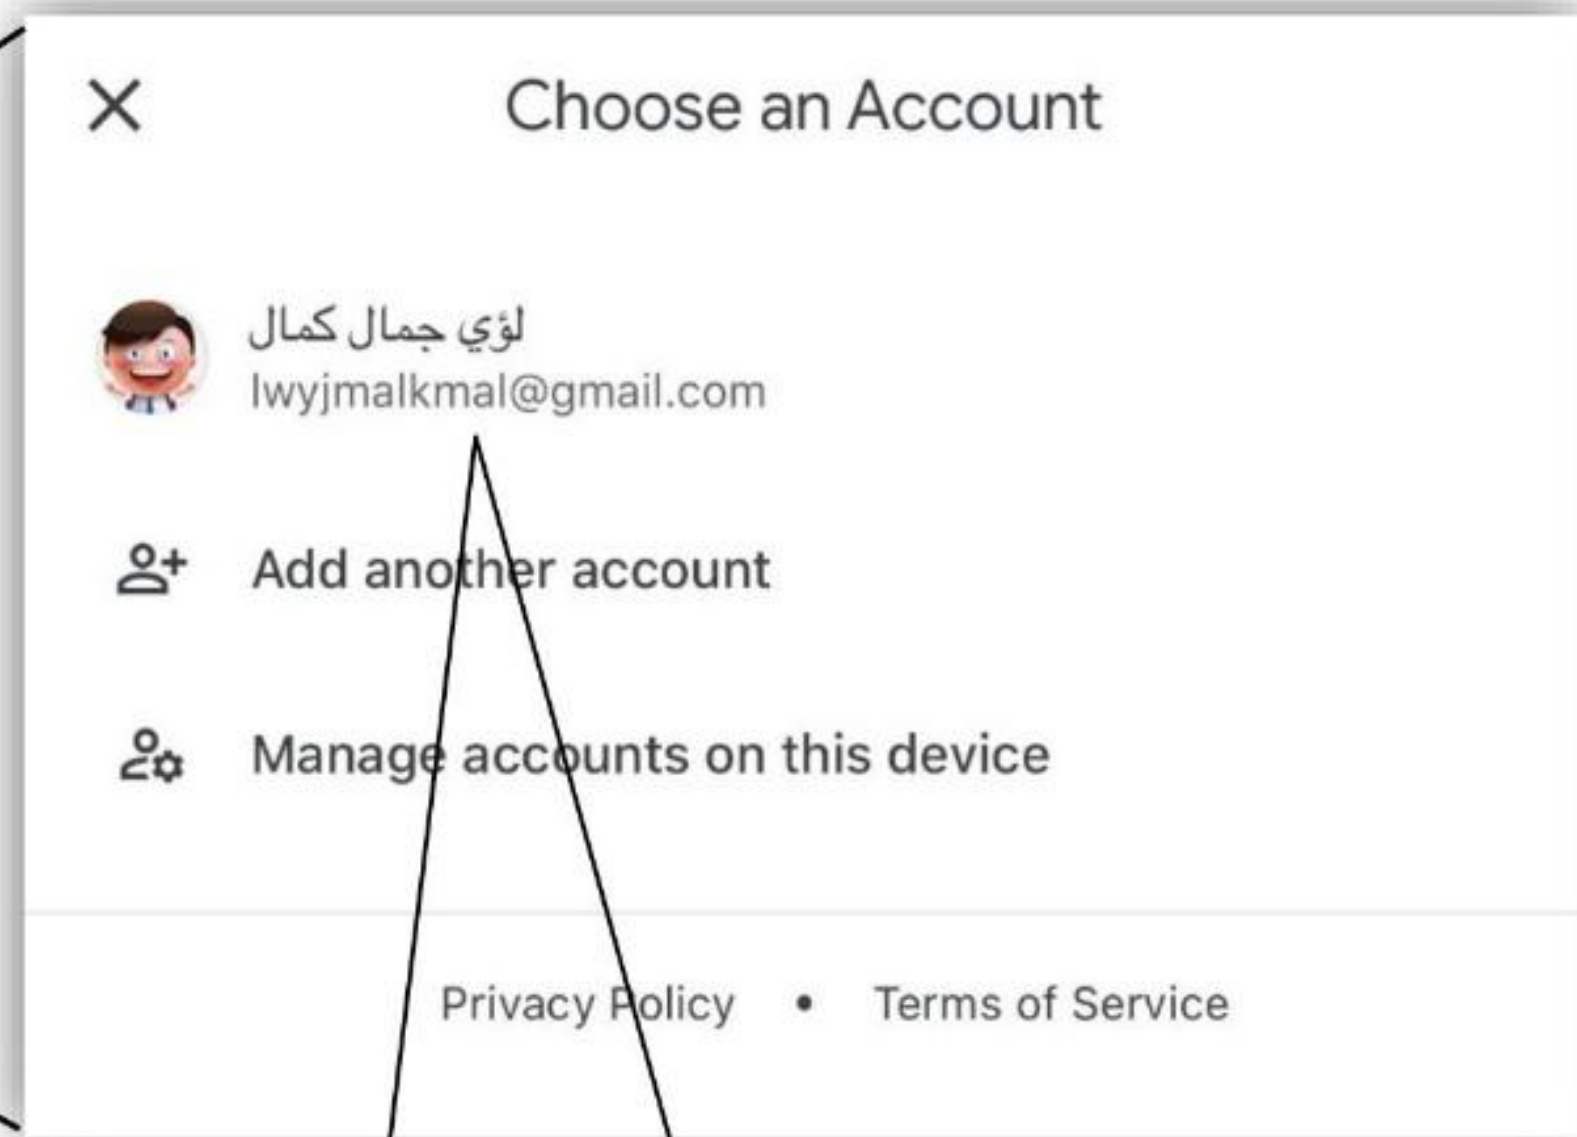 Choose an Account
لؤي جمال كمال
lwyjmalkmal@gmail.com
Add another account
Manage accounts on this device
Privacy Policy • Terms of Service